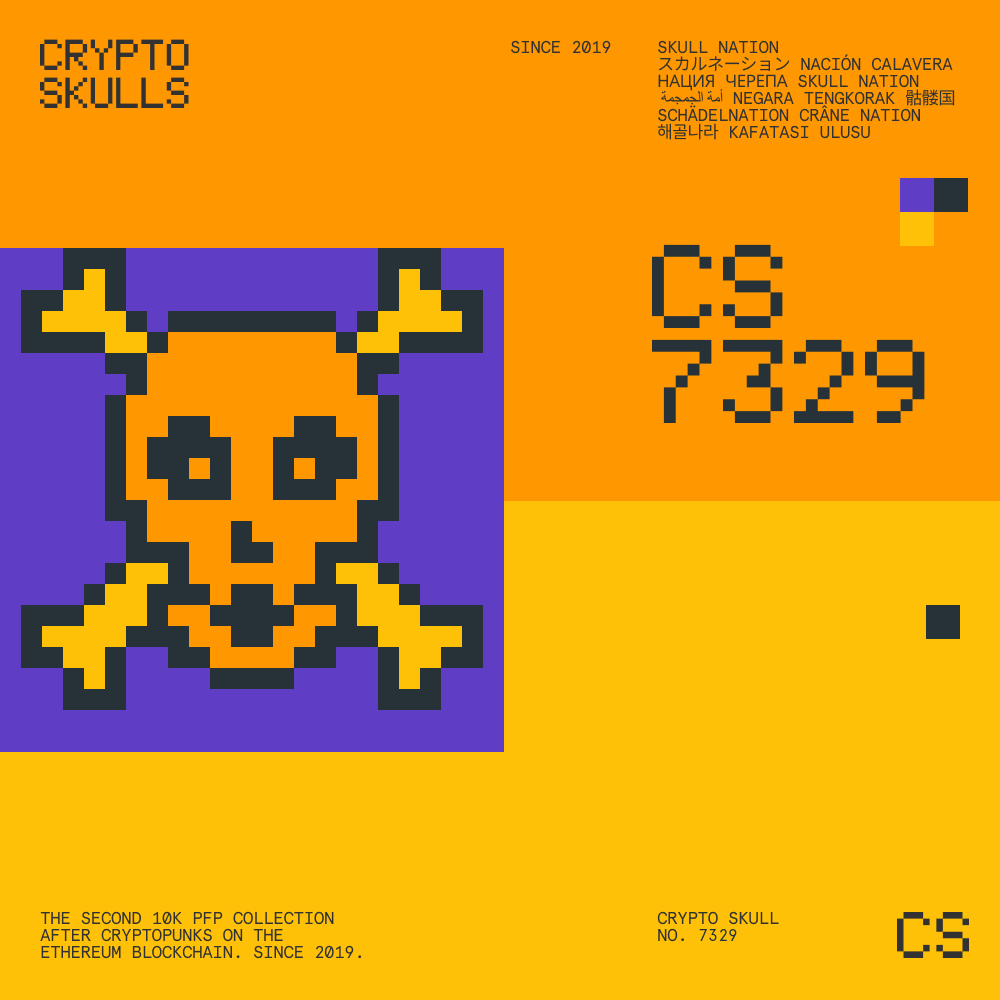 CRYPTO
SKULLS
SINCE 2019
SKULL NATION
スカルネーション NACIÓN CALAVERA
НАЦИЯ ЧЕРЕПА SKULL NATION
أمة الجمجمة NEGARA TENGKORAK 骷髅国
SCHÄDELNATION CRÂNE NATION
해골나라 KAFATASI ULUSU
CS
7329
THE SECOND 10K PFP COLLECTION
AFTER CRYPTOPUNKS ON THE
ETHEREUM BLOCKCHAIN. SINCE 2019.
CRYPTO SKULL
NO. 7329
CS